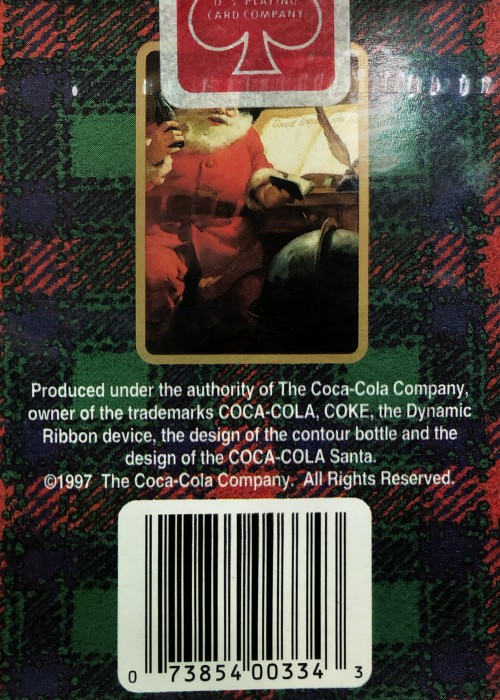 PLAYING
CARD COMPANY
Good
Produced under the authority of The Coca-Cola Company,
owner of the trademarks COCA-COLA, COKE, the Dynamic
Ribbon device, the design of the contour bottle and the
design of the COCA-COLA Santa.
©1997 The Coca-Cola Company. All Rights Reserved.
0 73854 00334 3